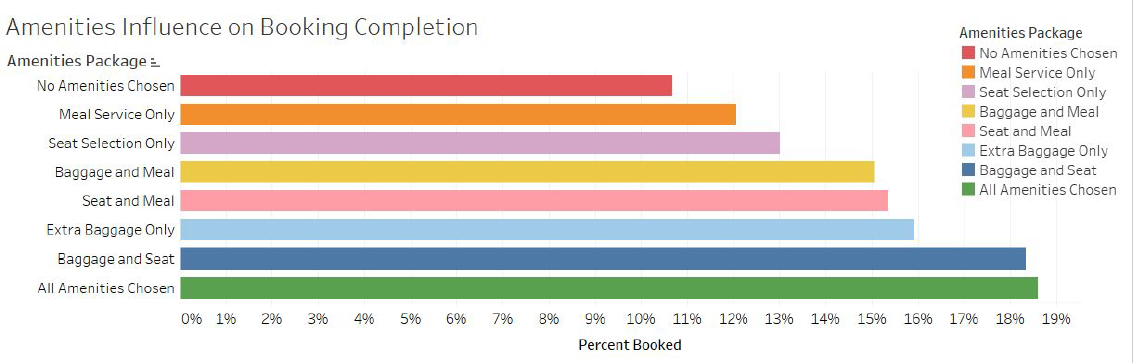 Amenities Influence on Booking Completion
Amenities Package
No Amenities Chosen
Meal Service Only
Seat Selection Only
Baggage and Meal
Seat and Meal
Extra Baggage Only
Baggage and Seat
All Amenities Chosen
0% 1% 2% 3% 4% 5% 6% 7% 8% 9% 10% 11% 12% 13% 14% 15% 16% 17% 18% 19%
Percent Booked
Amenities Package
No Amenities Chosen
Meal Service Only
Seat Selection Only
Baggage and Meal
Seat and Meal
Extra Baggage Only
Baggage and Seat
All Amenities Chosen